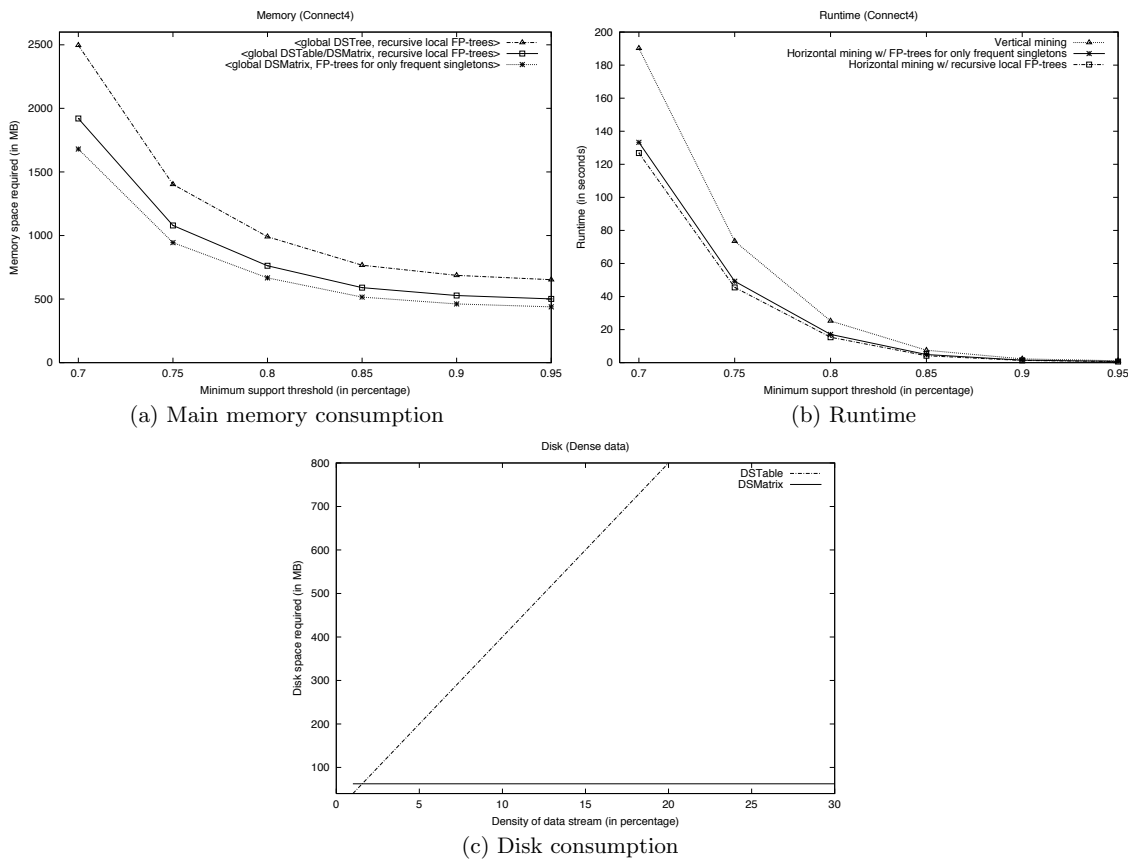 Memory (Connect4)
<global DSTree, recursive local FP-trees>
<global DSTable/DSMatrix, recursive local FP-trees>
<global DSMatrix, FP-trees for only frequent singletons>
2500
2000
1500
1000
500
0
Memory space required (in MB)
0.7 0.75 0.8 0.85 0.9 0.95
Minimum support threshold (in percentage)
(a) Main memory consumption
Runtime (Connect4)
Vertical mining
Horizontal mining w/ FP-trees for only frequent singletons
Horizontal mining w/ recursive local FP-trees
200
180
160
140
120
100
80
60
40
20
0
Runtime (in seconds)
0.7 0.75 0.8 0.85 0.9 0.95
Minimum support threshold (in percentage)
(b) Runtime
Disk (Dense data)
DSTable
DSMatrix
800
700
600
500
400
300
200
100
Disk space required (in MB)
0 5 10 15 20 25 30
Density of data stream (in percentage)
(c) Disk consumption